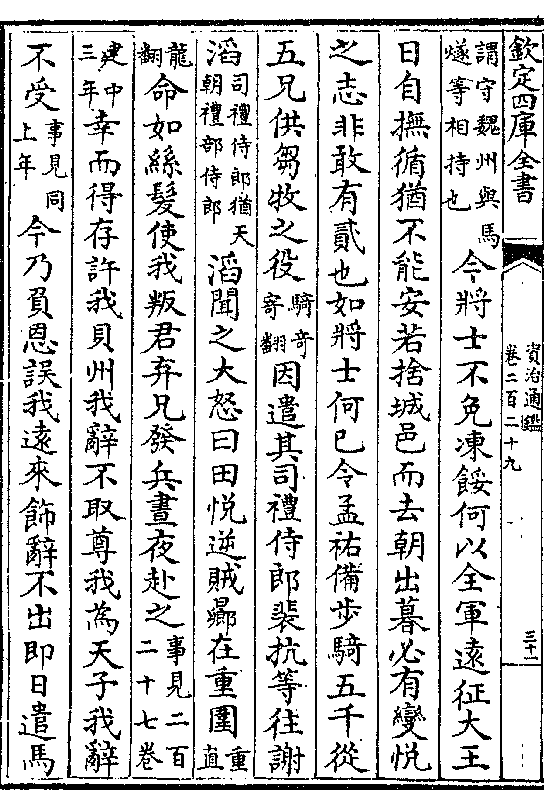 欽定四庫全書
資治通鑑
卷二百二十九
三十一
謂守魏州與馬
燧等相持也
今將士不免凍餒何以全軍遠征大王
日自撫循猶不能安若捨城邑而去朝出暮必有變悅
之志非敢有貳也如將士何已令孟祐備步騎五千從
五兄供芻牧之役
騎竒
寄翻
因遣其司禮侍郎裴抗等往謝
滔
司禮侍郎猶天
朝禮部侍郎
滔聞之大怒曰田悅逆賊曏在重圍
重
直
龍
翻
命如絲髮使我叛君弃兄發兵晝夜赴之
事見二百
二十七卷
建中
三年
幸而得存許我貝州我辭不取尊我為天子我辭
不受
事見同
上年
今乃負恩誤我遠來飾辭不出即日遣馬